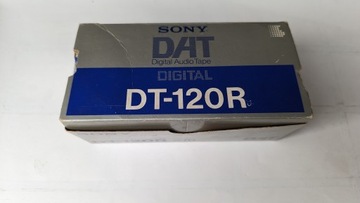 SONY
DAT
Digital Audio Tape
DIGITAL
DT-120R